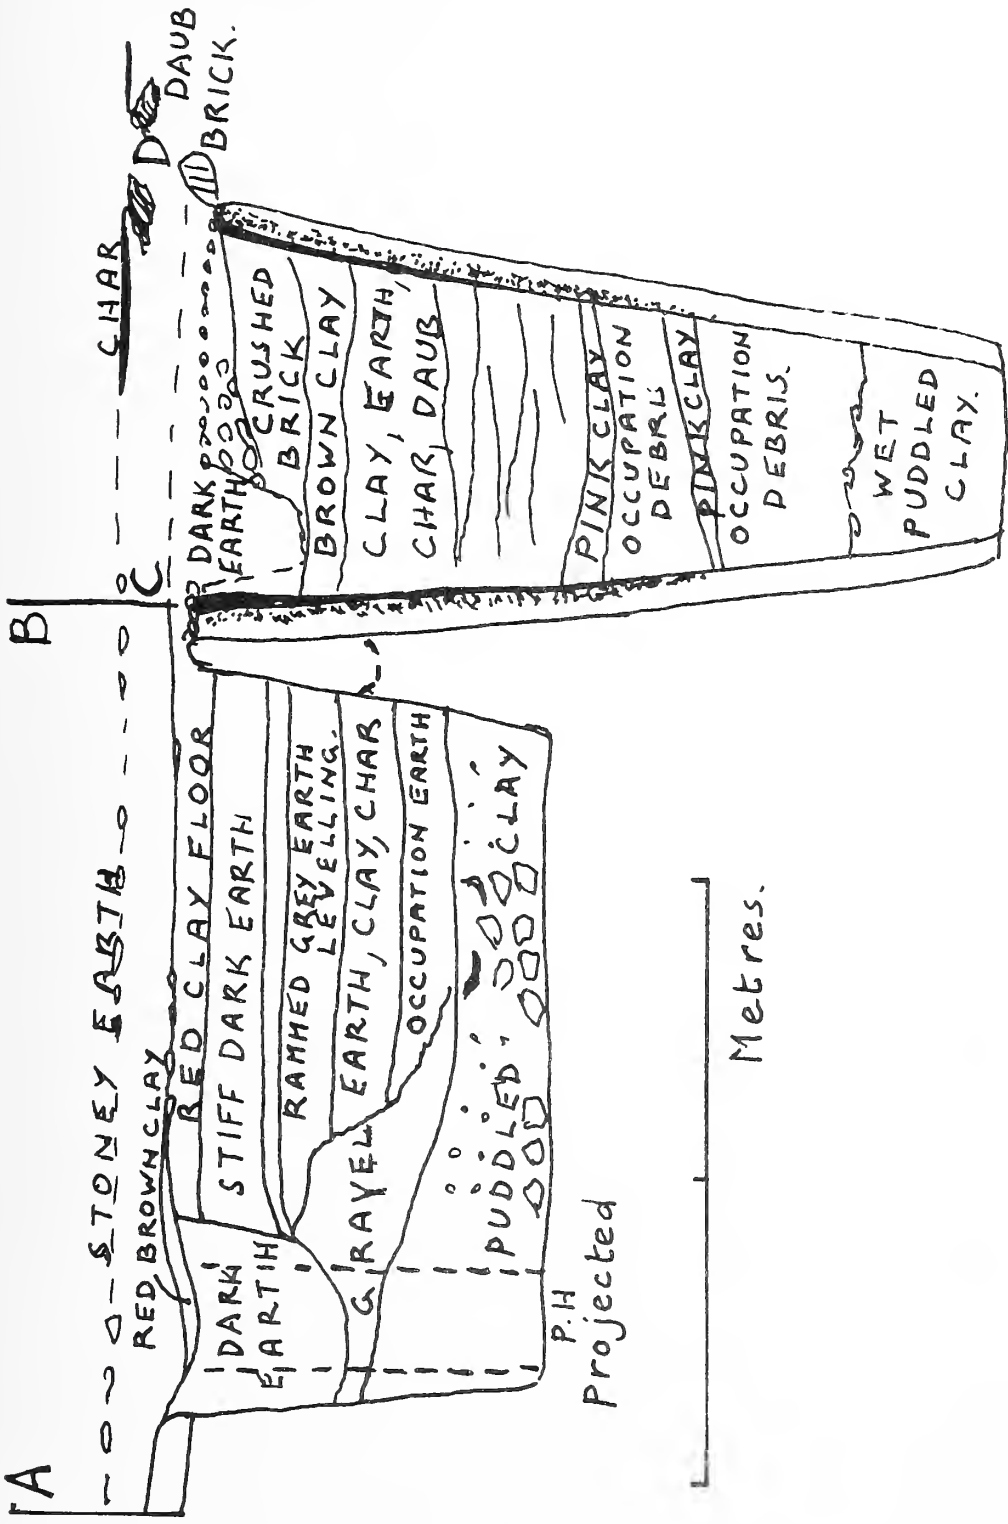 A
B
STONEY EARTH
RED BROWN CLAY
RED CLAY FLOOR
STIFF DARK EARTH
RAMMED GREY EARTH
LEVELLING.
EARTH, CLAY, CHAR
OCCUPATION EARTH
DARK
EARTH
GRAVEL
PUDDLED CLAY
P.H
Projected
Metres.
C
CHAR
D
DAUB
BRICK.
DARK
EARTH
CRUSHED
BRICK
BROWN CLAY
CLAY, EARTH,
CHAR, DAUB
PINK CLAY
OCCUPATION
DEBRIS
PINK CLAY
OCCUPATION
DEBRIS.
WET
PUDDLED
CLAY.